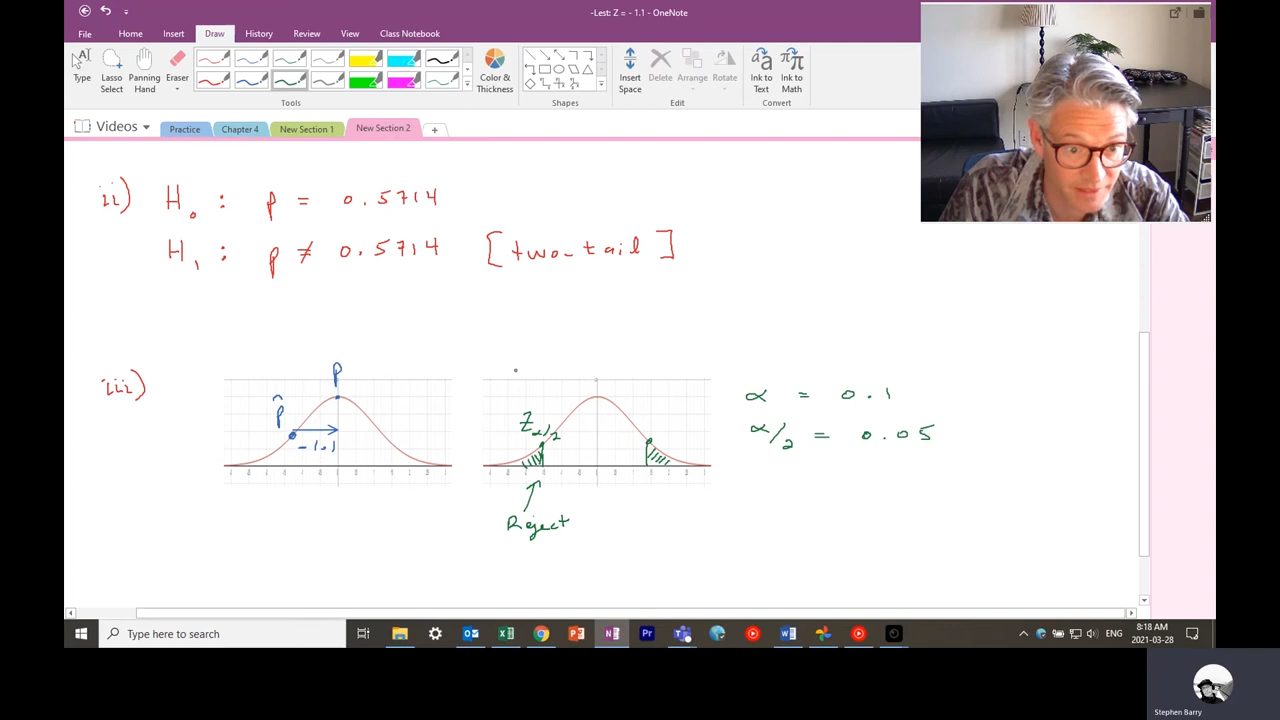 -Lest: Z = - 1.1 - OneNote
File Home Insert Draw History Review View Class Notebook
Type
Lasso Select
Panning Hand
Eraser
Color & Thickness
Insert Space
Delete
Arrange
Rotate
Ink to Text
Ink to Math
Tools
Shapes
Edit
Convert
Videos
Practice
Chapter 4
New Section 1
New Section 2
ii) H₀ : p = 0.5714
H₁ : p ≠ 0.5714 [two-tail]
iii)
p
p̂
-1.1
Z α/2
Reject
α = 0.1
α/2 = 0.05
Type here to search
ENG
8:18 AM
2021-03-28
Stephen Barry